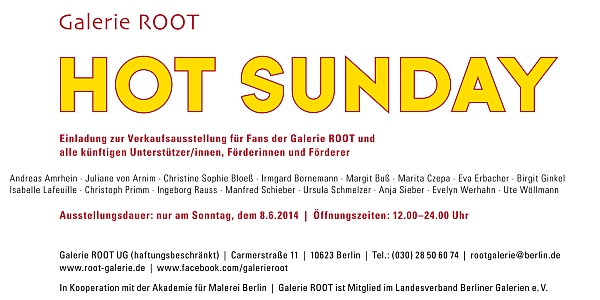 Galerie ROOT
HOT SUNDAY
Einladung zur Verkaufsausstellung für Fans der Galerie ROOT und
alle künftigen Unterstützer/innen, Förderinnen und Förderer
Andreas Amrhein · Juliane von Arnim · Christine Sophie Bloeß · Irmgard Bornemann · Margit Buß · Marita Czepa · Eva Erbacher · Birgit Ginkel
Isabelle Lafeuille · Christoph Primm · Ingeborg Rauss · Manfred Schieber · Ursula Schmelzer · Anja Sieber · Evelyn Werhahn · Ute Wöllmann
Ausstellungsdauer: nur am Sonntag, dem 8.6.2014 | Öffnungszeiten: 12.00–24.00 Uhr
Galerie ROOT UG (haftungsbeschränkt) | Carmerstraße 11 | 10623 Berlin | Tel.: (030) 28 50 60 74 | rootgalerie@berlin.de
www.root-galerie.de | www.facebook.com/galerieroot
In Kooperation mit der Akademie für Malerei Berlin | Galerie ROOT ist Mitglied im Landesverband Berliner Galerien e. V.